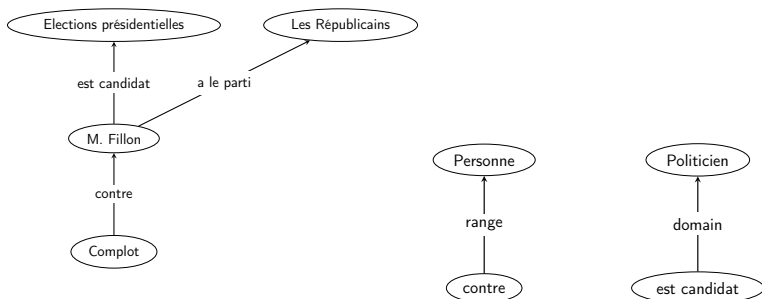 Elections présidentielles
Les Républicains
est candidat
a le parti
M. Fillon
contre
Complot
Personne
range
contre
Politicien
domain
est candidat